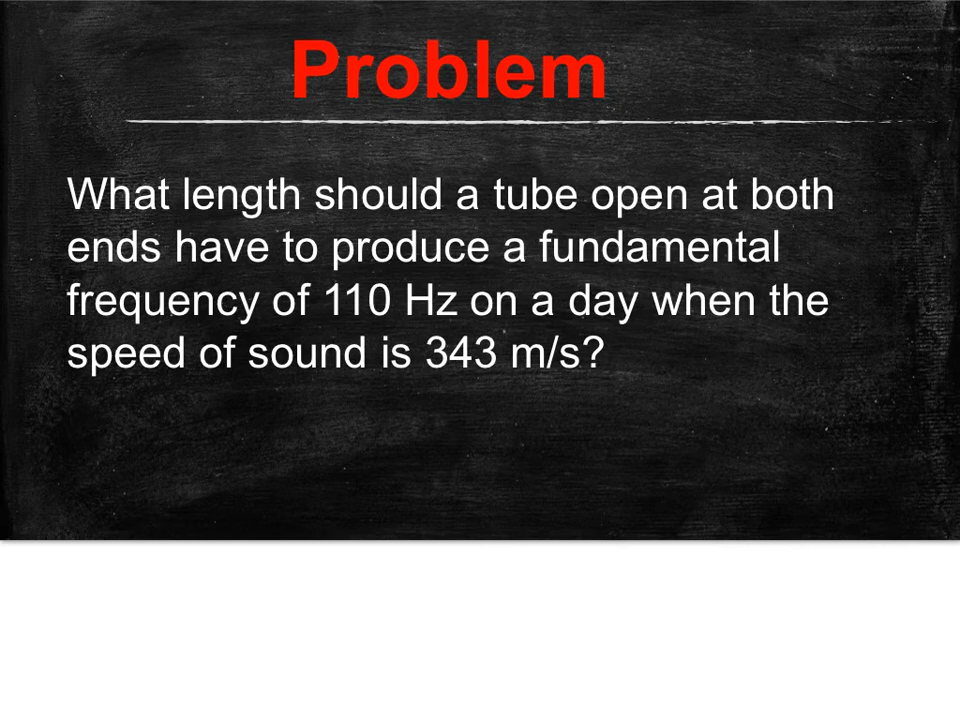 Problem
What length should a tube open at both
ends have to produce a fundamental
frequency of 110 Hz on a day when the
speed of sound is 343 m/s?